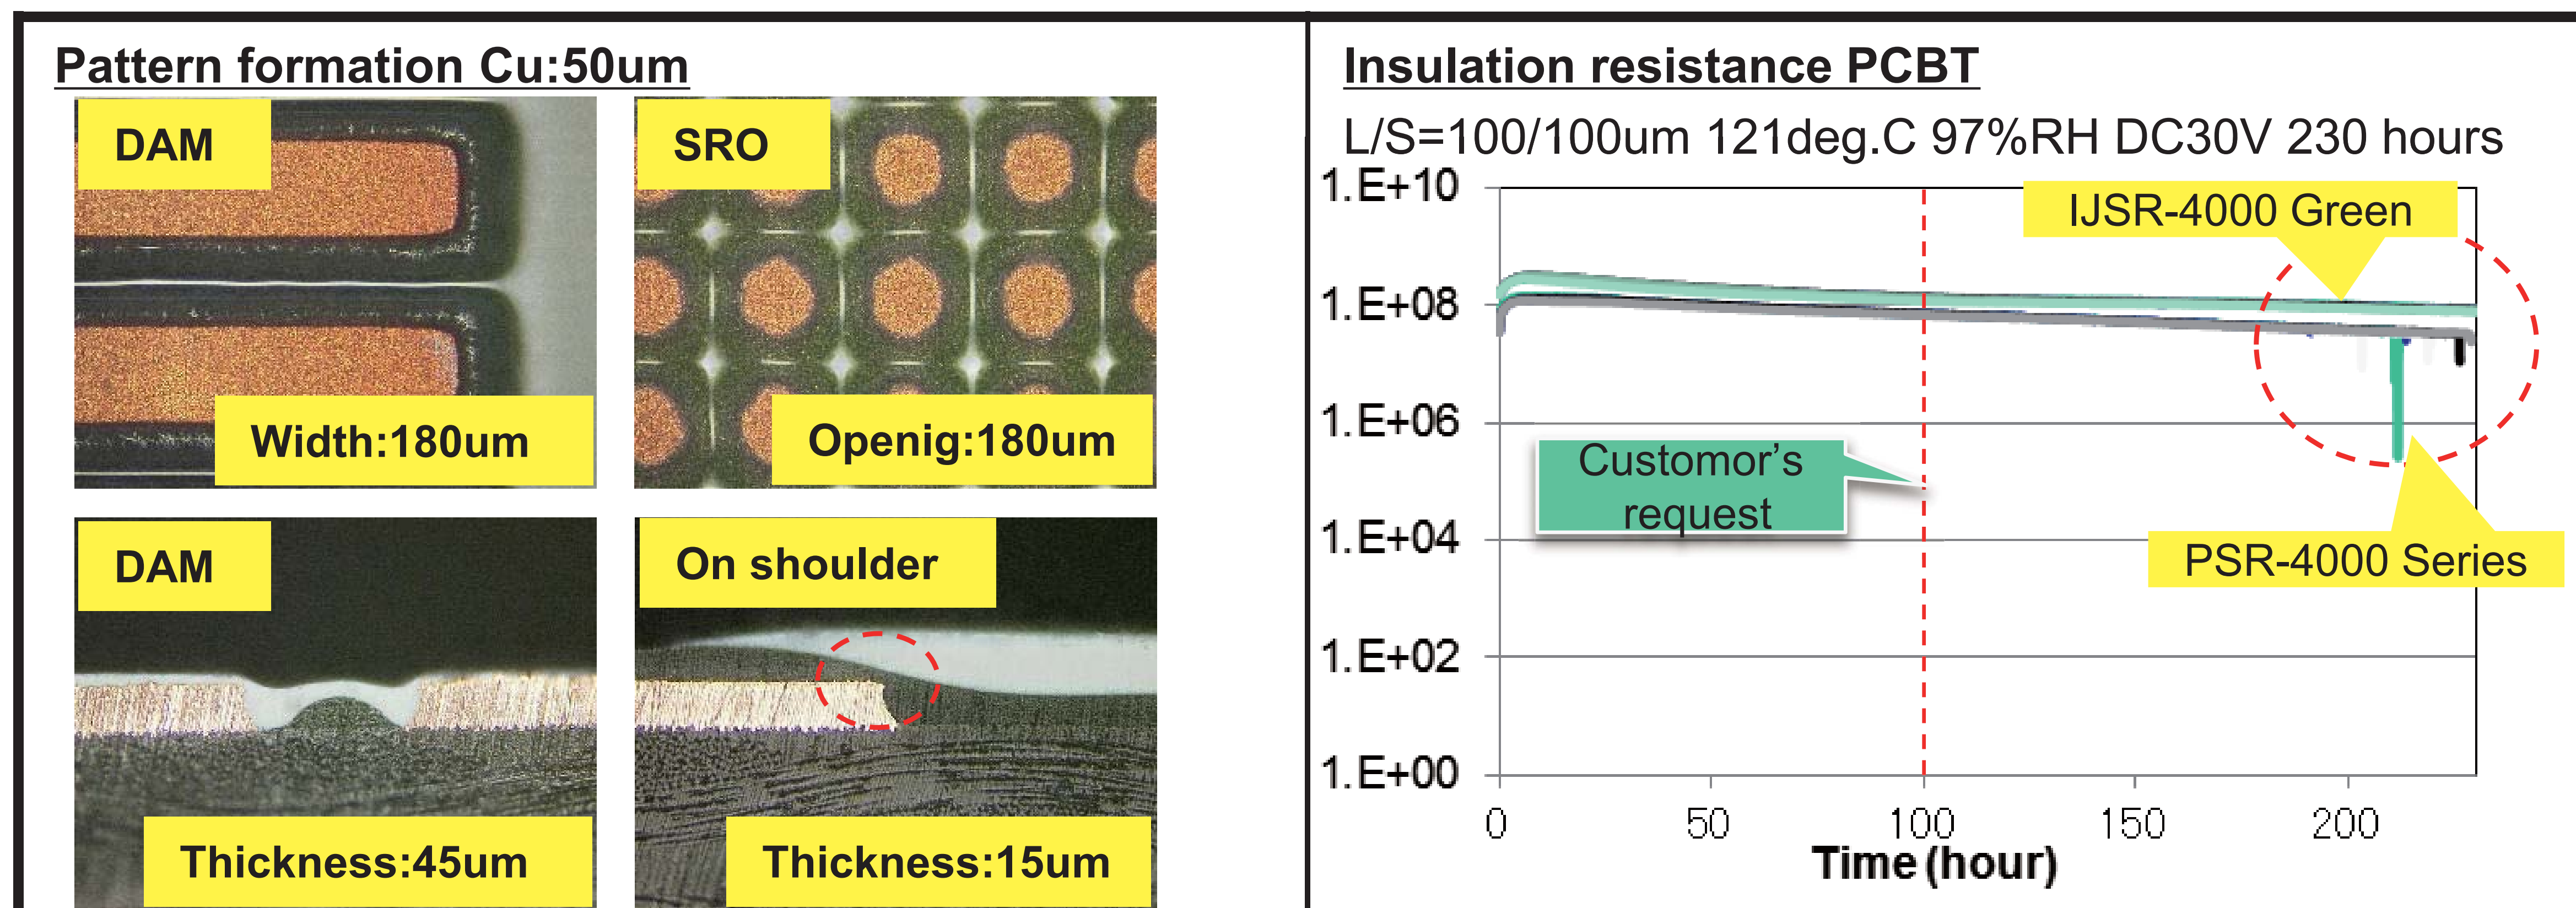 Pattern formation Cu:50um
DAM
Width:180um
SRO
Openig:180um
DAM
Thickness:45um
On shoulder
Thickness:15um
Insulation resistance PCBT
L/S=100/100um 121deg.C 97%RH DC30V 230 hours
1.E+10
1.E+08
1.E+06
1.E+04
1.E+02
1.E+00
IJSR-4000 Green
Customor's
request
PSR-4000 Series
0 50 100 150 200
Time (hour)